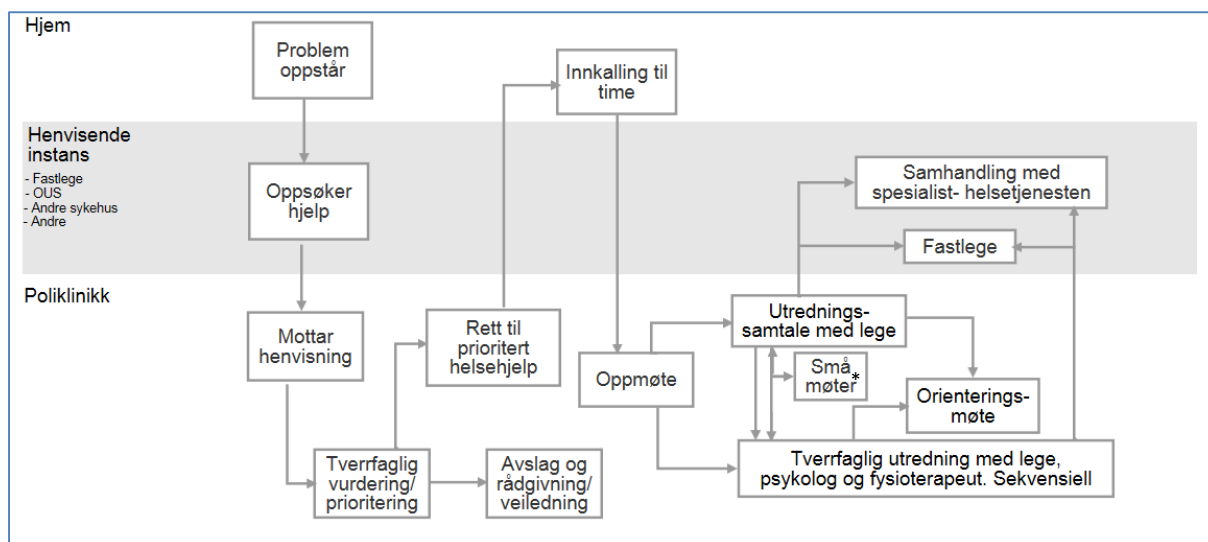 Hjem
Problem
oppstår
Innkalling til
time
Henvisende
instans
- Fastlege
- OUS
- Andre sykehus
- Andre
Oppsøker
hjelp
Samhandling med
spesialist- helsetjenesten
Fastlege
Poliklinikk
Mottar
henvisning
Rett til
prioritert
helsehjelp
Oppmøte
Utrednings-
samtale med lege
Små
møter*
Orienterings-
møte
Tverrfaglig
vurdering/
prioritering
Avslag og
rådgivning/
veiledning
Tverrfaglig utredning med lege,
psykolog og fysioterapeut. Sekvensiell